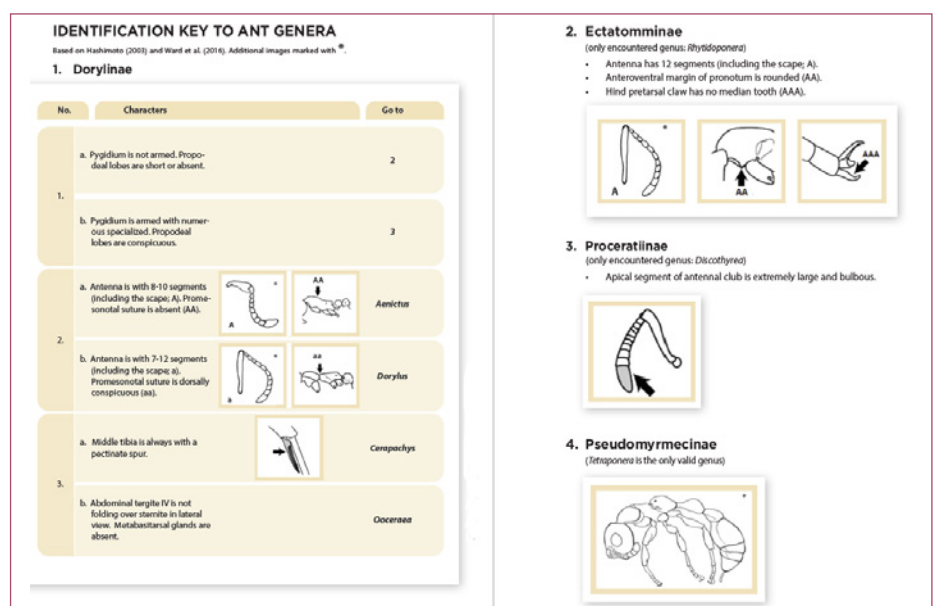 IDENTIFICATION KEY TO ANT GENERA
Based on Hashimoto (2003) and Ward et al. (2016). Additional images marked with *.
1. Dorylinae
No. Characters Go to
1.
a. Pygidium is not armed. Propo-
deal lobes are short or absent.
2
b. Pygidium is armed with numer-
ous specialized. Propodeal
lobes are conspicuous.
3
2.
a. Antenna is with 8-10 segments
(including the scape; A). Prome-
sonotal suture is absent (AA).
*
A
AA
Aenictus
b. Antenna is with 7-12 segments
(including the scape; a).
Promesonotal suture is dorsally
conspicuous (aa).
*
a
aa
Dorylus
3.
a. Middle tibia is always with a
pectinate spur.
Cerapachys
b. Abdominal tergite IV is not
folding over sternite in lateral
view. Metabasitarsal glands are
absent.
Ooceraea
2. Ectatomminae
(only encountered genus: Rhytidoponera)
• Antenna has 12 segments (including the scape; A).
• Anteroventral margin of pronotum is rounded (AA).
• Hind pretarsal claw has no median tooth (AAA).
*
A
AA
AAA
3. Proceratiinae
(only encountered genus: Discothyrea)
• Apical segment of antennal club is extremely large and bulbous.
4. Pseudomyrmecinae
(Tetraponera is the only valid genus)
*